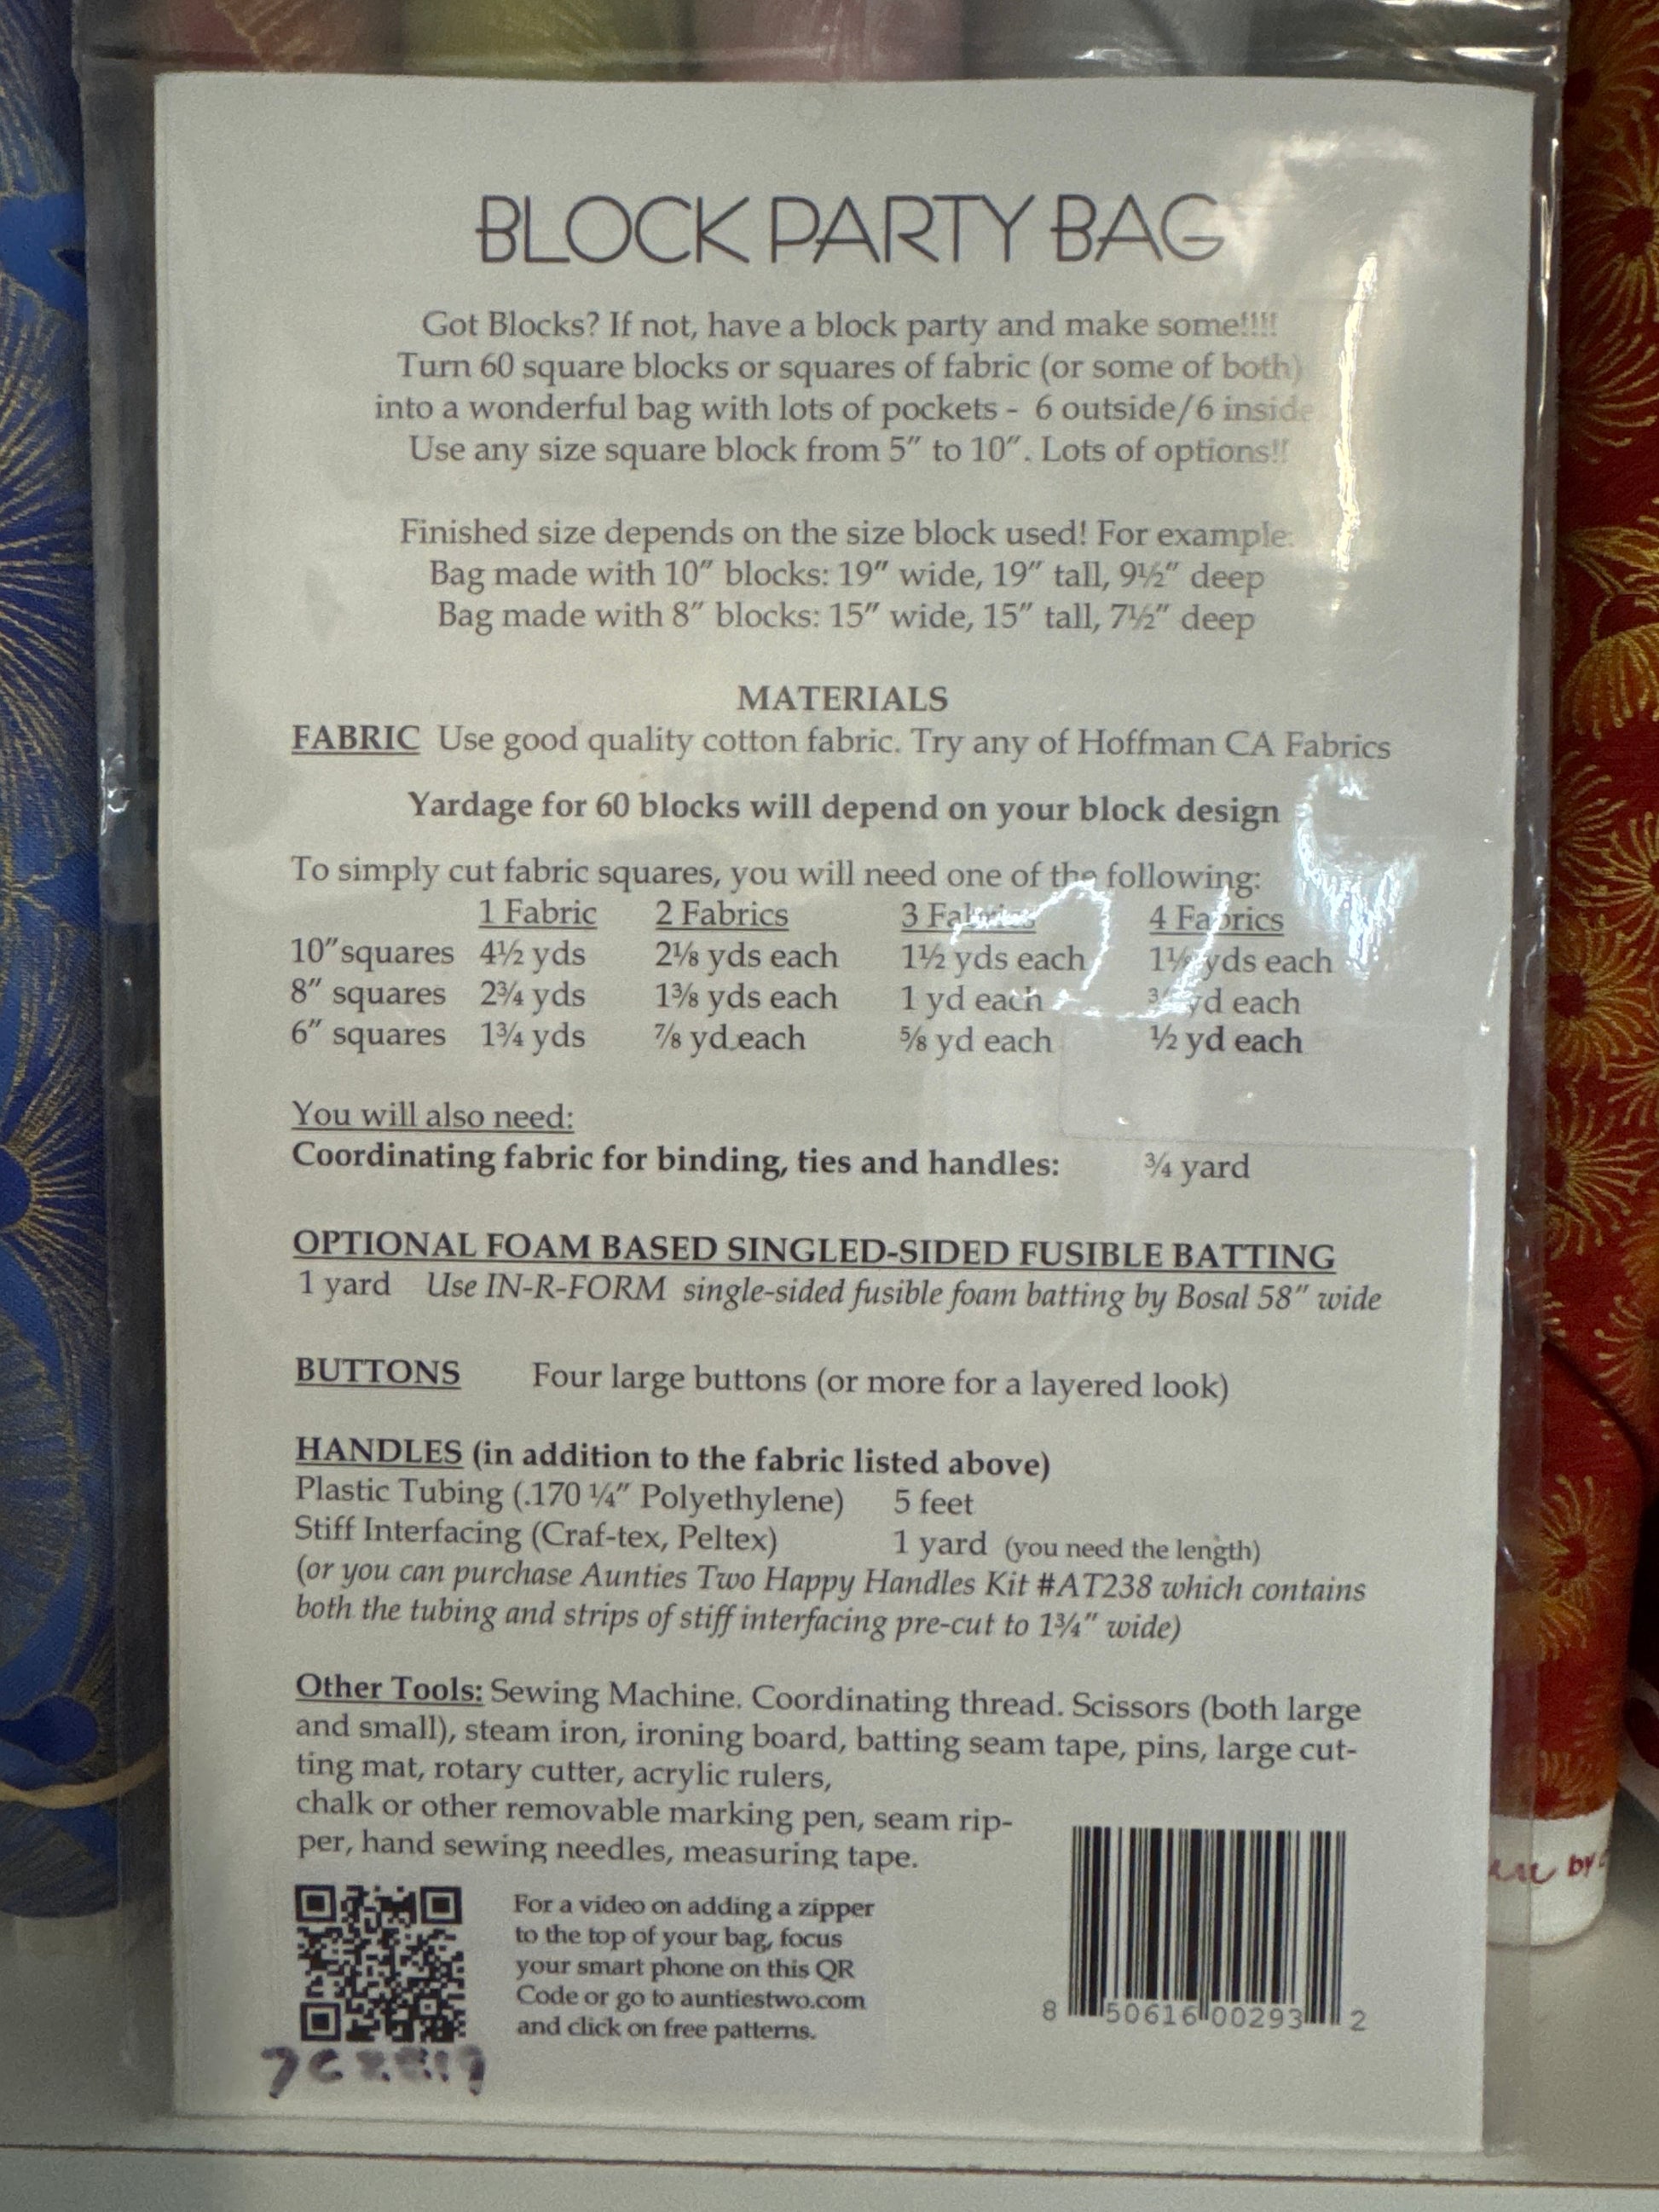 BLOCK PARTY BAG
Got Blocks? If not, have a block party and make some!!!!
Turn 60 square blocks or squares of fabric (or some of both)
into a wonderful bag with lots of pockets - 6 outside/6 inside
Use any size square block from 5" to 10". Lots of options!!
Finished size depends on the size block used! For example:
Bag made with 10" blocks: 19" wide, 19" tall, 9½" deep
Bag made with 8" blocks: 15" wide, 15" tall, 7½" deep
MATERIALS
FABRIC Use good quality cotton fabric. Try any of Hoffman CA Fabrics
Yardage for 60 blocks will depend on your block design
To simply cut fabric squares, you will need one of the following:
1 Fabric 2 Fabrics 3 Fabrics 4 Fabrics
10"squares 4½ yds 2⅛ yds each 1½ yds each yds each
8" squares 2¾ yds 1⅜ yds each 1 yd each yd each
6" squares 1¾ yds ⅞ yd each ⅝ yd each ½ yd each
You will also need:
Coordinating fabric for binding, ties and handles: ¾ yard
OPTIONAL FOAM BASED SINGLED-SIDED FUSIBLE BATTING
1 yard Use IN-R-FORM single-sided fusible foam batting by Bosal 58" wide
BUTTONS Four large buttons (or more for a layered look)
HANDLES (in addition to the fabric listed above)
Plastic Tubing (.170 ¼" Polyethylene) 5 feet
Stiff Interfacing (Craf-tex, Peltex) 1 yard (you need the length)
(or you can purchase Aunties Two Happy Handles Kit #AT238 which contains
both the tubing and strips of stiff interfacing pre-cut to 1¾" wide)
Other Tools: Sewing Machine. Coordinating thread. Scissors (both large
and small), steam iron, ironing board, batting seam tape, pins, large cut-
ting mat, rotary cutter, acrylic rulers,
chalk or other removable marking pen, seam rip-
per, hand sewing needles, measuring tape.
For a video on adding a zipper
to the top of your bag, focus
your smart phone on this QR
Code or go to auntiestwo.com
and click on free patterns.
8 50616 00293 2
by